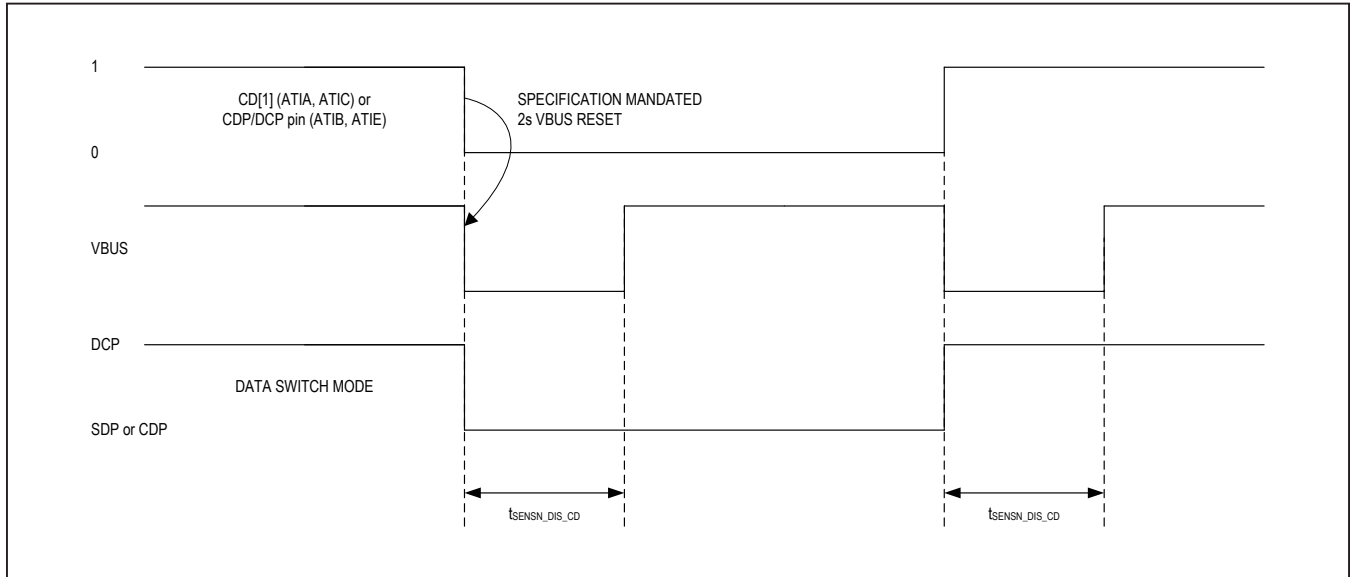 1
CD[1] (ATIA, ATIC) or
CDP/DCP pin (ATIB, ATIE)
SPECIFICATION MANDATED
2s VBUS RESET
0
VBUS
DCP
DATA SWITCH MODE
SDP or CDP
tSENSN_DIS_CD
tSENSN_DIS_CD